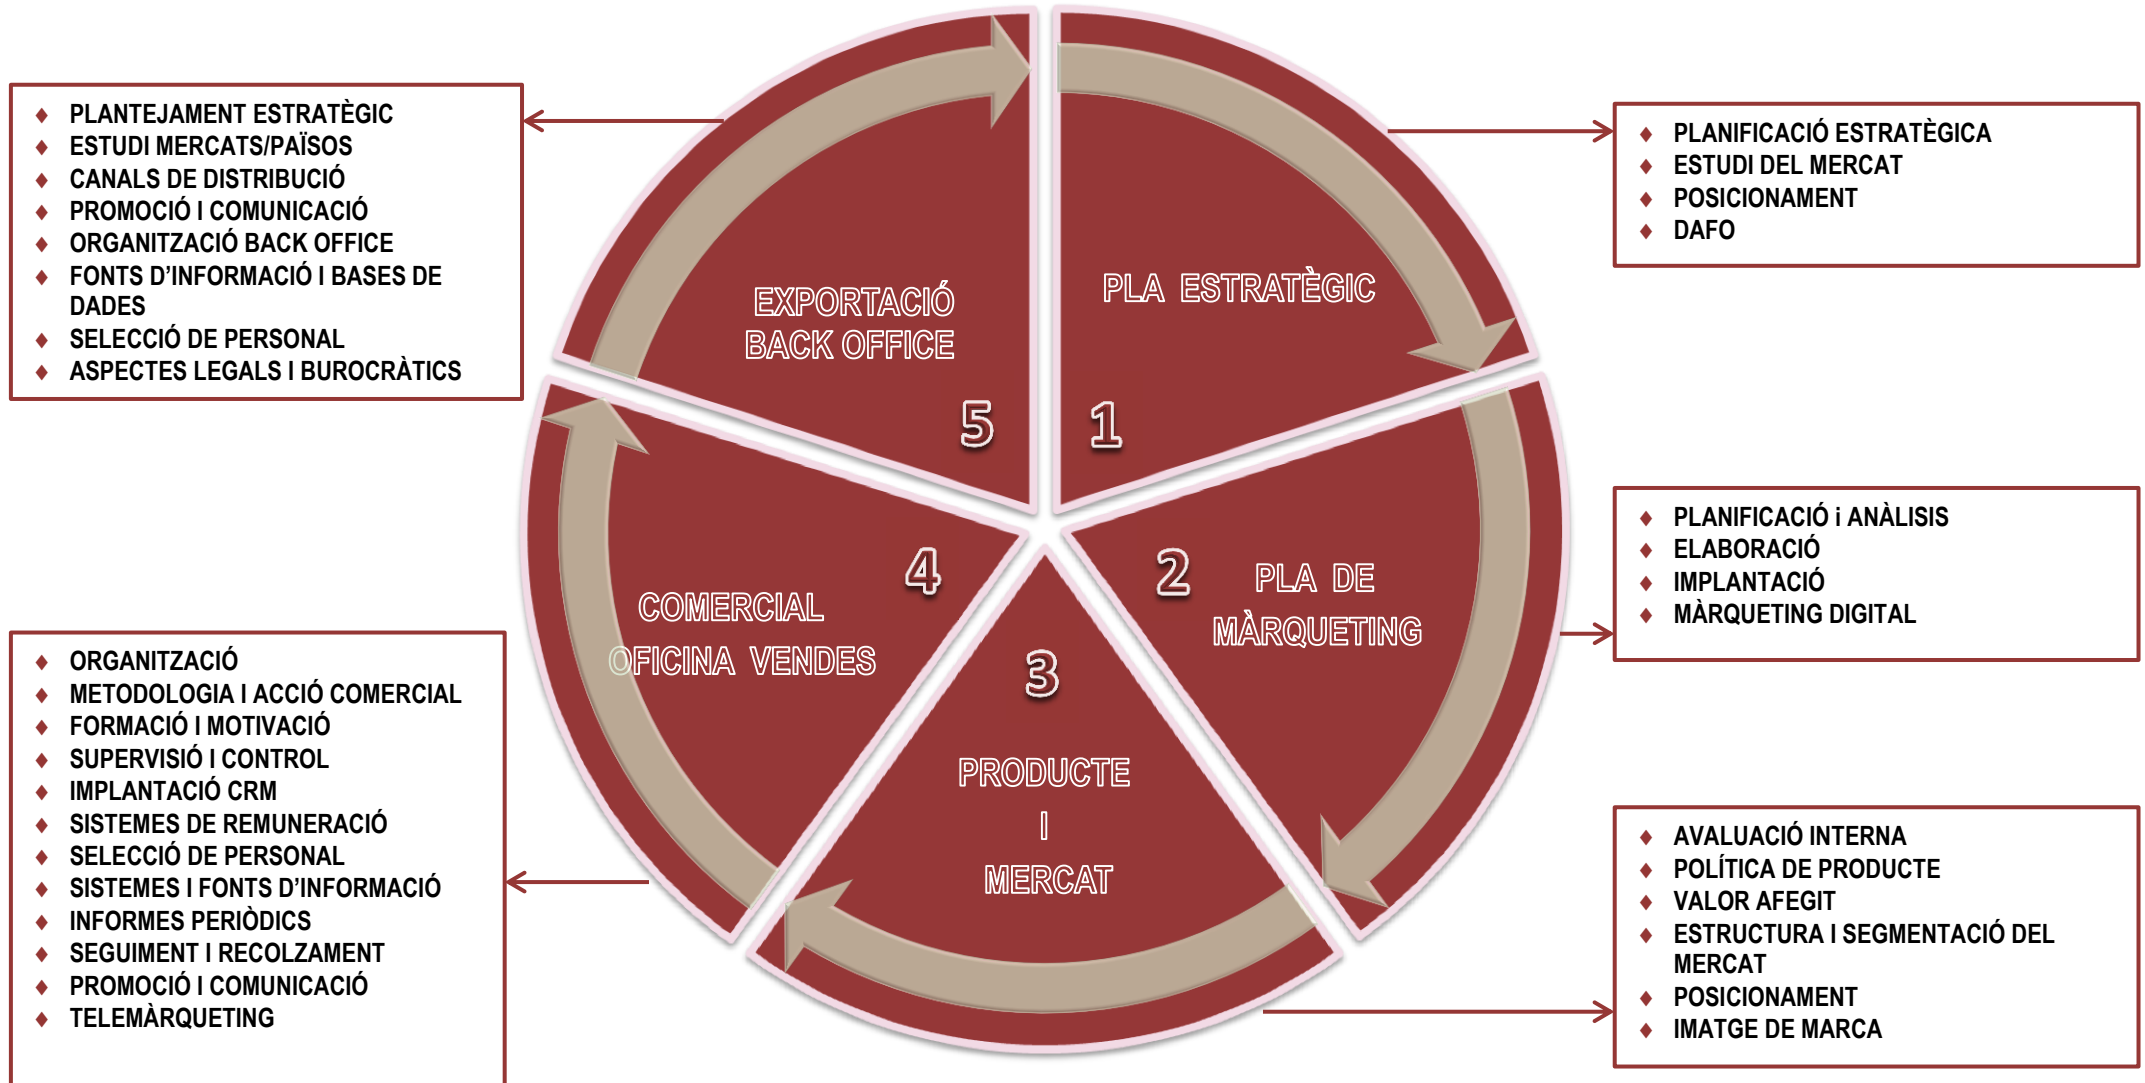 PLANTEJAMENT ESTRATÈGIC
ESTUDI MERCATS/PAÏSOS
CANALS DE DISTRIBUCIÓ
PROMOCIÓ I COMUNICACIÓ
ORGANITZACIÓ BACK OFFICE
FONTS D’INFORMACIÓ I BASES DE
DADES
SELECCIÓ DE PERSONAL
ASPECTES LEGALS I BUROCRÀTICS
EXPORTACIÓ
BACK OFFICE
5
PLA ESTRATÈGIC
1
PLANIFICACIÓ ESTRATÈGICA
ESTUDI DEL MERCAT
POSICIONAMENT
DAFO
2
PLA DE
MÀRQUETING
PLANIFICACIÓ i ANÀLISIS
ELABORACIÓ
IMPLANTACIÓ
MÀRQUETING DIGITAL
4
COMERCIAL
OFICINA VENDES
ORGANITZACIÓ
METODOLOGIA I ACCIÓ COMERCIAL
FORMACIÓ I MOTIVACIÓ
SUPERVISIÓ I CONTROL
IMPLANTACIÓ CRM
SISTEMES DE REMUNERACIÓ
SELECCIÓ DE PERSONAL
SISTEMES I FONTS D’INFORMACIÓ
INFORMES PERIÒDICS
SEGUIMENT I RECOLZAMENT
PROMOCIÓ I COMUNICACIÓ
TELEMÀRQUETING
3
PRODUCTE
I
MERCAT
AVALUACIÓ INTERNA
POLÍTICA DE PRODUCTE
VALOR AFEGIT
ESTRUCTURA I SEGMENTACIÓ DEL
MERCAT
POSICIONAMENT
IMATGE DE MARCA